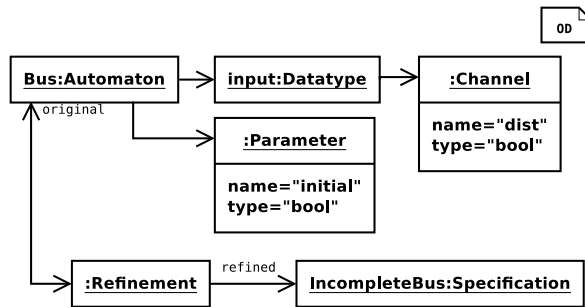 OD
Bus:Automaton
input:Datatype
:Channel
original
name="dist"
type="bool"
:Parameter
name="initial"
type="bool"
:Refinement
refined
IncompleteBus:Specification